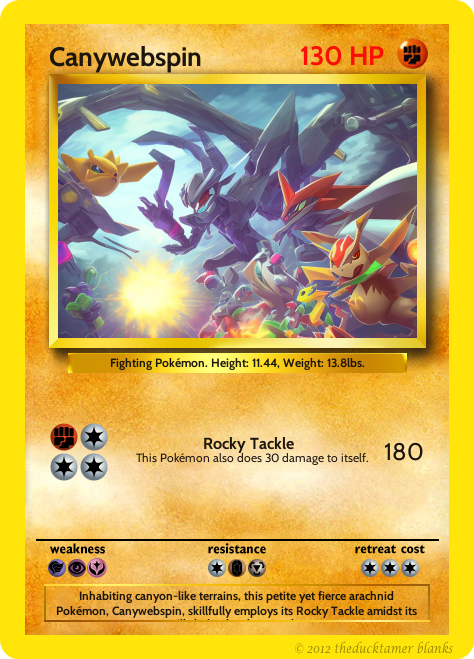 Canywebspin 130 HP
Fighting Pokémon. Height: 11.44, Weight: 13.8lbs.
Rocky Tackle
This Pokémon also does 30 damage to itself.
180
weakness resistance retreat cost
Inhabiting canyon-like terrains, this petite yet fierce arachnid
Pokémon, Canywebspin, skillfully employs its Rocky Tackle amidst its
© 2012 theducktamer blanks